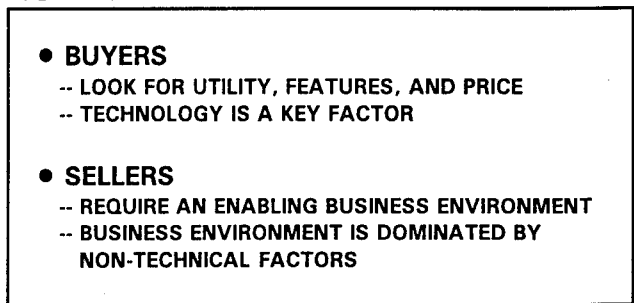 ● BUYERS
-- LOOK FOR UTILITY, FEATURES, AND PRICE
-- TECHNOLOGY IS A KEY FACTOR
● SELLERS
-- REQUIRE AN ENABLING BUSINESS ENVIRONMENT
-- BUSINESS ENVIRONMENT IS DOMINATED BY
NON-TECHNICAL FACTORS